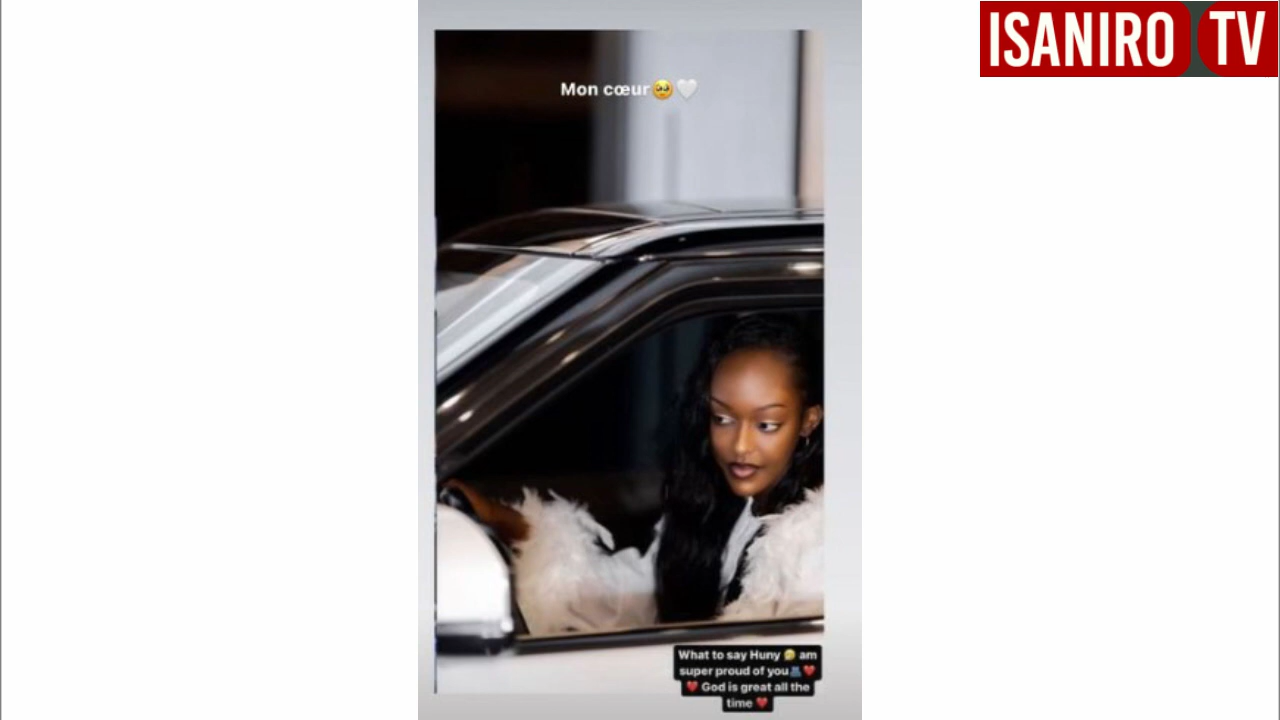 ISANIRO TV
Mon cœur🥺🤍
What to say Huny 🥹 am
super proud of you🫂❤️
❤️ God is great all the
time ❤️